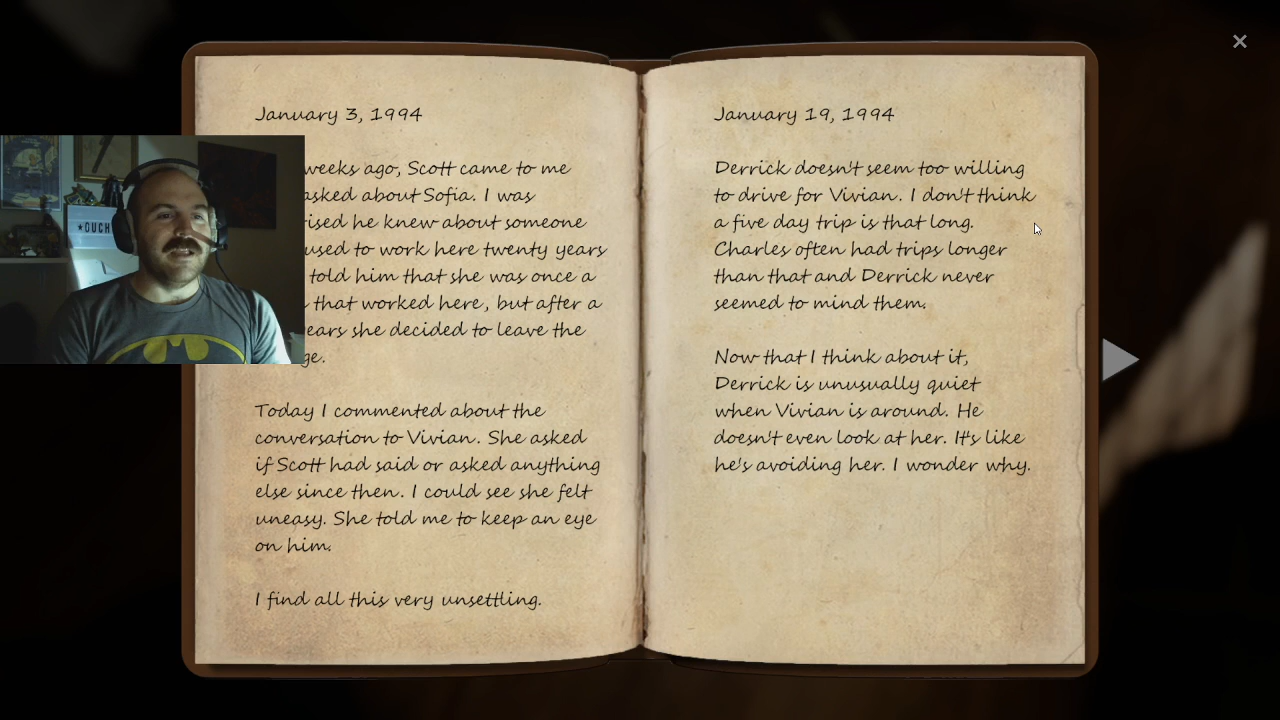 January 3, 1994
weeks ago, Scott came to me
asked about Sofia. I was
he knew about someone
used to work here twenty years
told him that she was once a
that worked here, but after a
she decided to leave the
Today I commented about the
conversation to Vivian. She asked
if Scott had said or asked anything
else since then. I could see she felt
uneasy. She told me to keep an eye
on him.
I find all this very unsettling.
January 19, 1994
Derrick doesn't seem too willing
to drive for Vivian. I don't think
a five day trip is that long.
Charles often had trips longer
than that and Derrick never
seemed to mind them.
Now that I think about it,
Derrick is unusually quiet
when Vivian is around. He
doesn't even look at her. It's like
he's avoiding her. I wonder why.
*OUCH